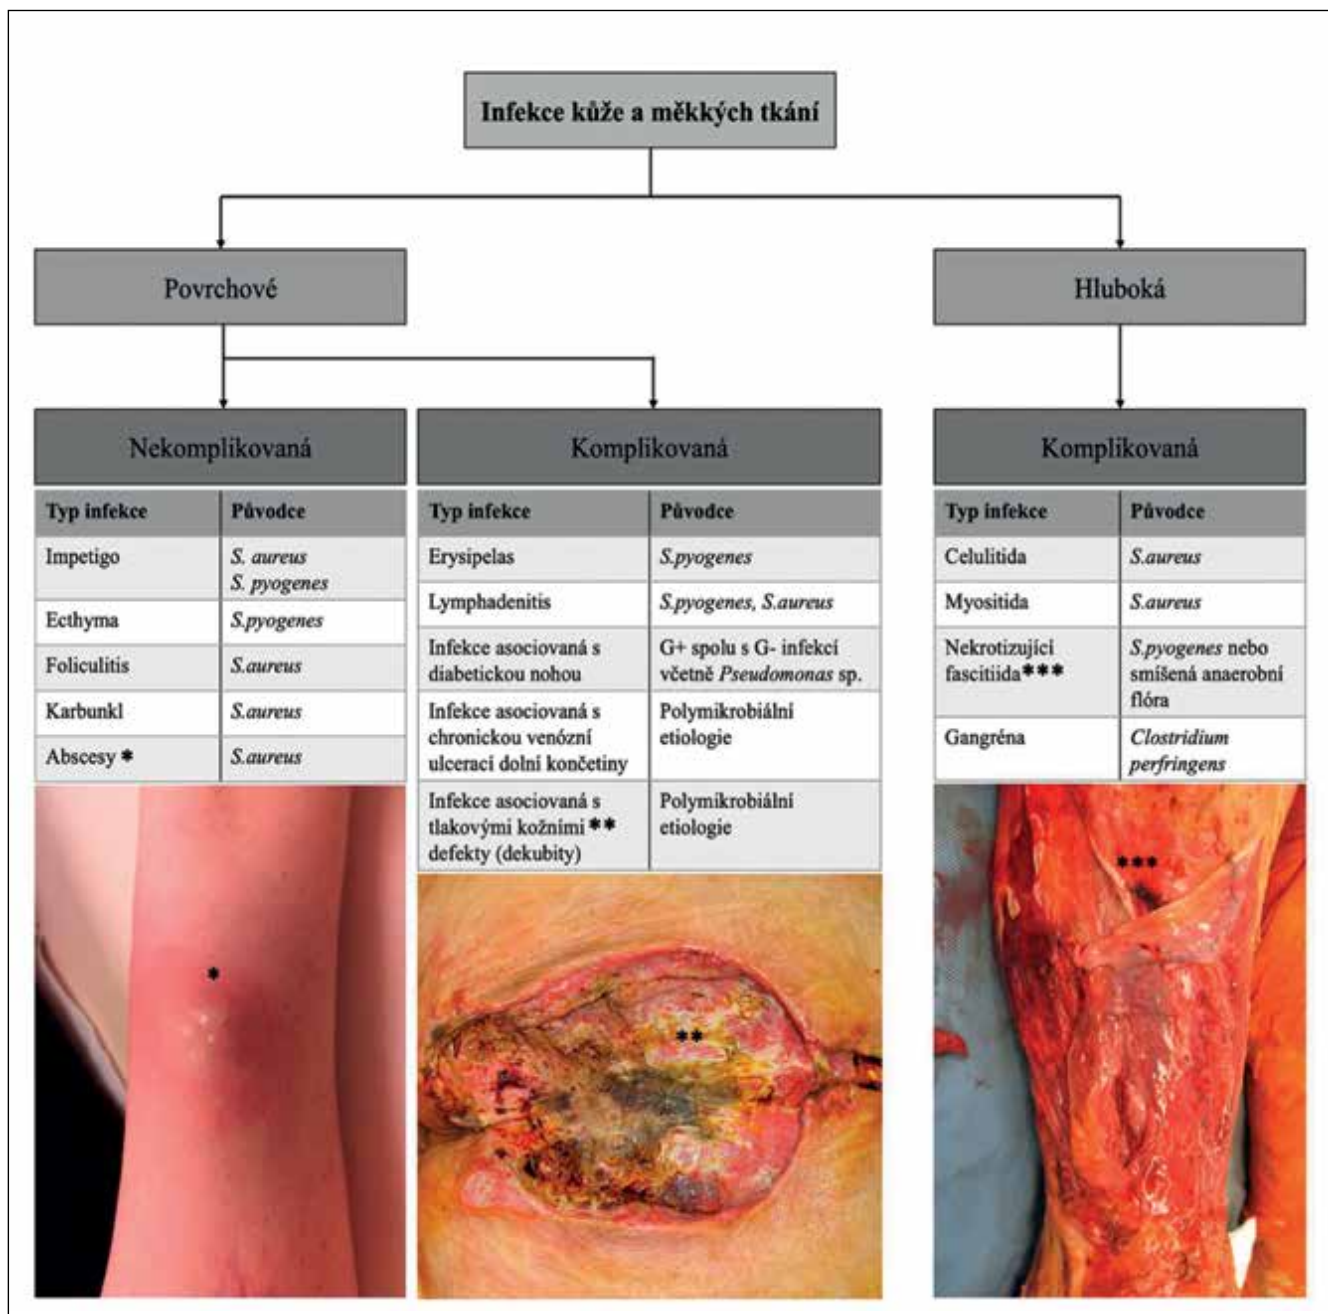 Infekce kůže a měkkých tkání
Povrchové
Hluboká
Nekomplikovaná
Komplikovaná
Komplikovaná
Typ infekce Původce
Impetigo S. aureus
S. pyogenes
Ecthyma S.pyogenes
Foliculitis S.aureus
Karbunkl S.aureus
Abscesy * S.aureus
*
Typ infekce Původce
Erysipelas S.pyogenes
Lymphadenitis S.pyogenes, S.aureus
Infekce asociovaná s G+ spolu s G- infekcí
diabetickou nohou včetně Pseudomonas sp.
Infekce asociovaná s Polymikrobiální
chronickou venózní etiologie
ulcerací dolní končetiny
Infekce asociovaná s Polymikrobiální
tlakovými kožními ** etiologie
defekty (dekubity)
**
Typ infekce Původce
Celulitida S.aureus
Myositida S.aureus
Nekrotizující S.pyogenes nebo
fascitiida*** smíšená anaerobní
flóra
Gangréna Clostridium
perfringens
***